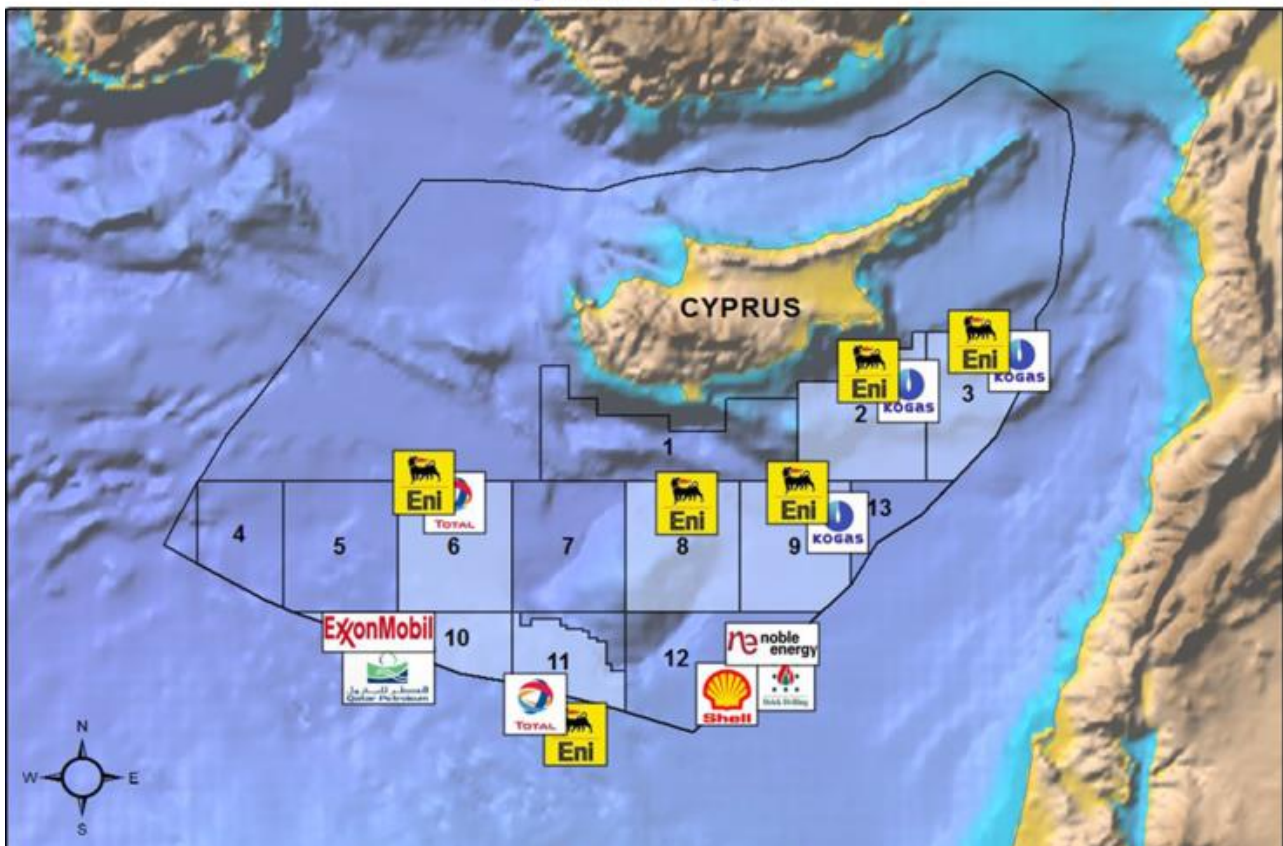 CYPRUS
Eni
KOGAS
3
Eni
KOGAS
2
1
Eni
TOTAL
6
Eni
8
Eni
KOGAS
9
13
4
5
7
ExxonMobil
Qatar Petroleum
10
11
TOTAL
Eni
12
noble
energy
Shell
N
W
E
S